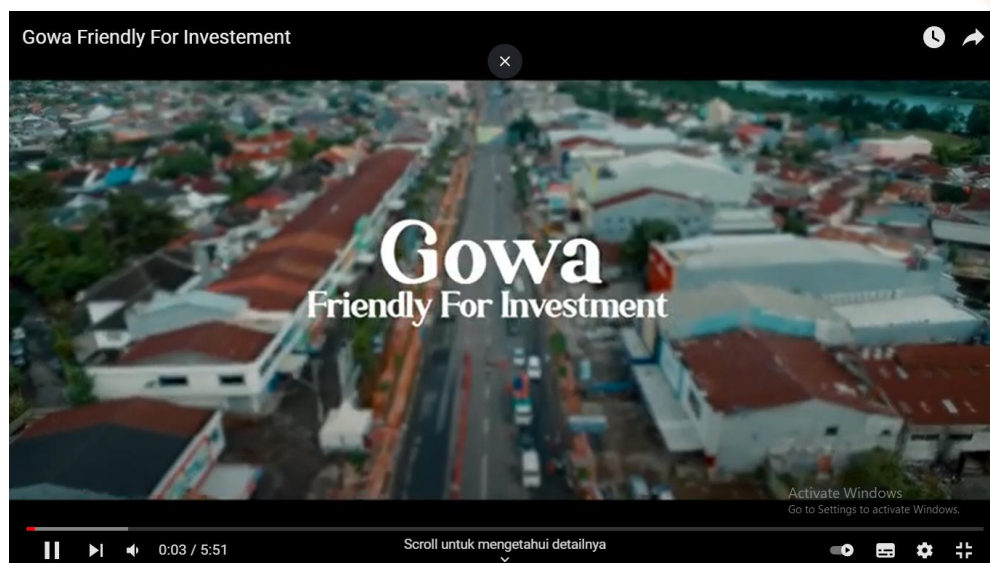 Gowa Friendly For Investement
Gowa
Friendly For Investment
Activate Windows
Go to Settings to activate Windows.
0:03 / 5:51
Scroll untuk mengetahui detailnya